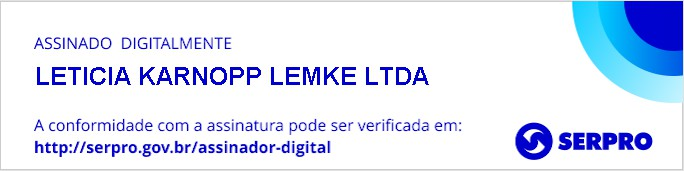 ASSINADO DIGITALMENTE
LETICIA KARNOPP LEMKE LTDA
A conformidade com a assinatura pode ser verificada em:
http://serpro.gov.br/assinador-digital
SERPRO